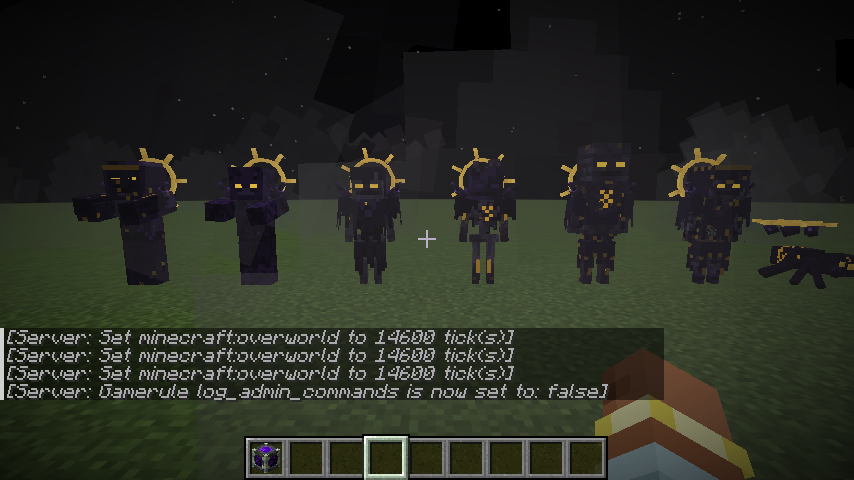 [Server: Set minecraft:overworld to 14600 tick(s)]
[Server: Set minecraft:overworld to 14600 tick(s)]
[Server: Set minecraft:overworld to 14600 tick(s)]
[Server: Gamerule log_admin_commands is now set to: false]